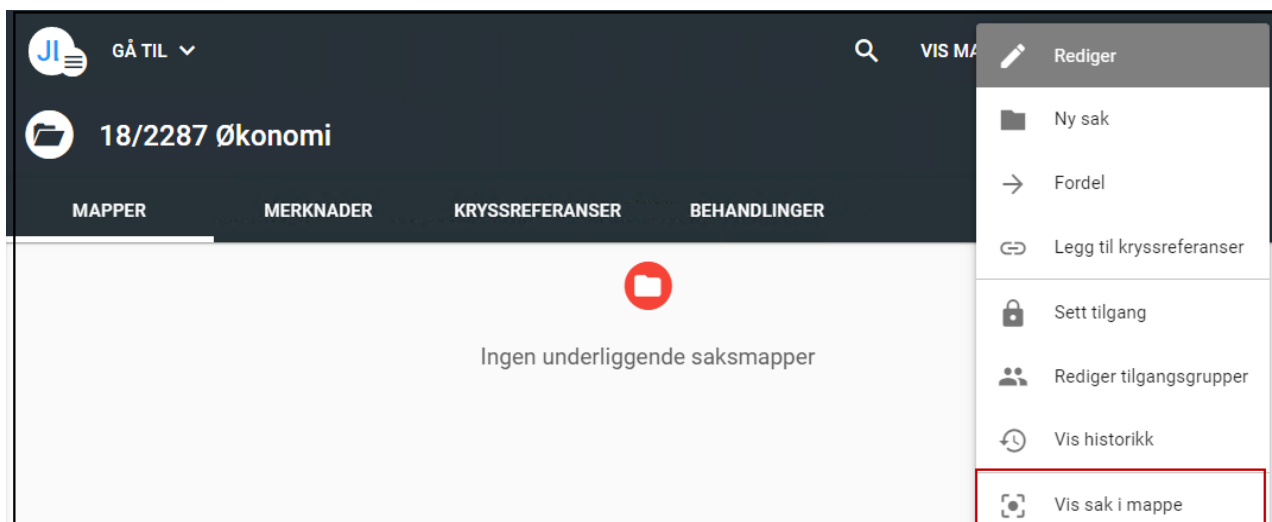 JI GÅ TIL VIS MA
18/2287 Økonomi
MAPPER MERKNADER KRYSSREFERANSER BEHANDLINGER
Ingen underliggende saksmapper
Rediger
Ny sak
Fordel
Legg til kryssreferanser
Sett tilgang
Rediger tilgangsgrupper
Vis historikk
Vis sak i mappe